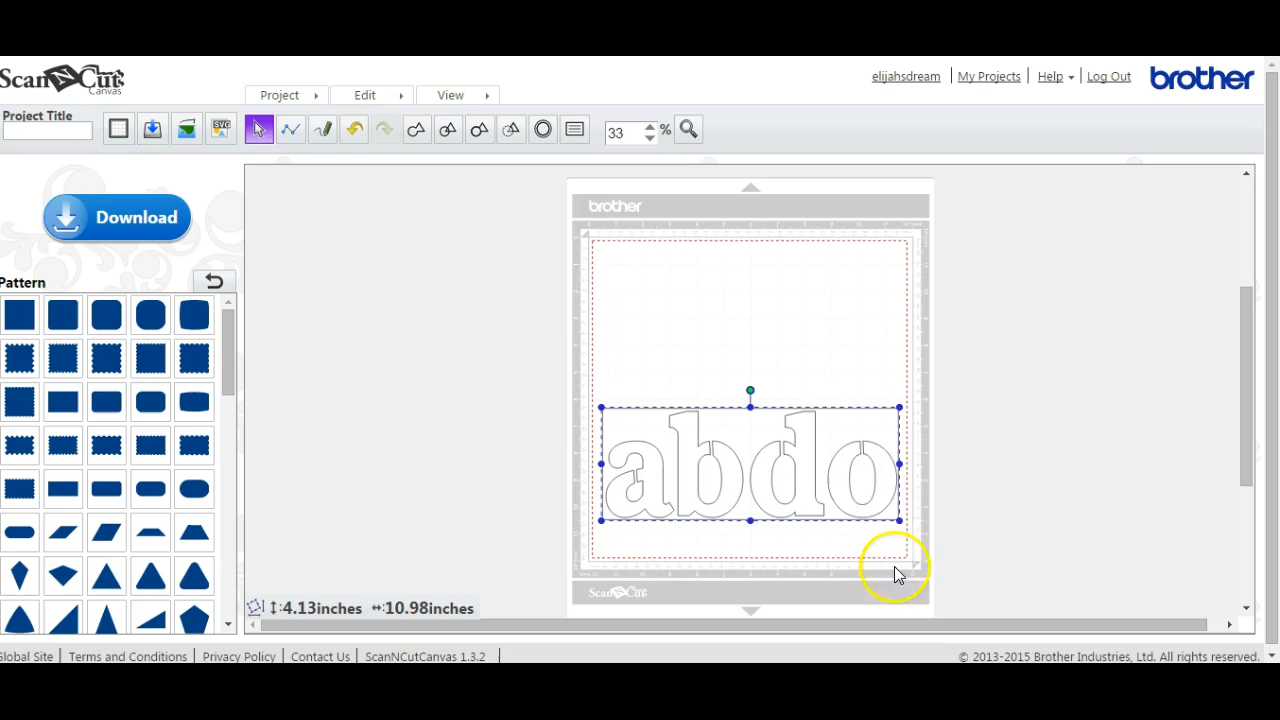 ScanNCut
Canvas
elijahsdream My Projects Help Log Out brother
Project Edit View
Project Title
SVG
33 %
Download
brother
Pattern
abdo
ScanNCut
4.13inches 10.98inches
Global Site Terms and Conditions Privacy Policy Contact Us ScanNCutCanvas 1.3.2 © 2013-2015 Brother Industries, Ltd. All rights reserved.